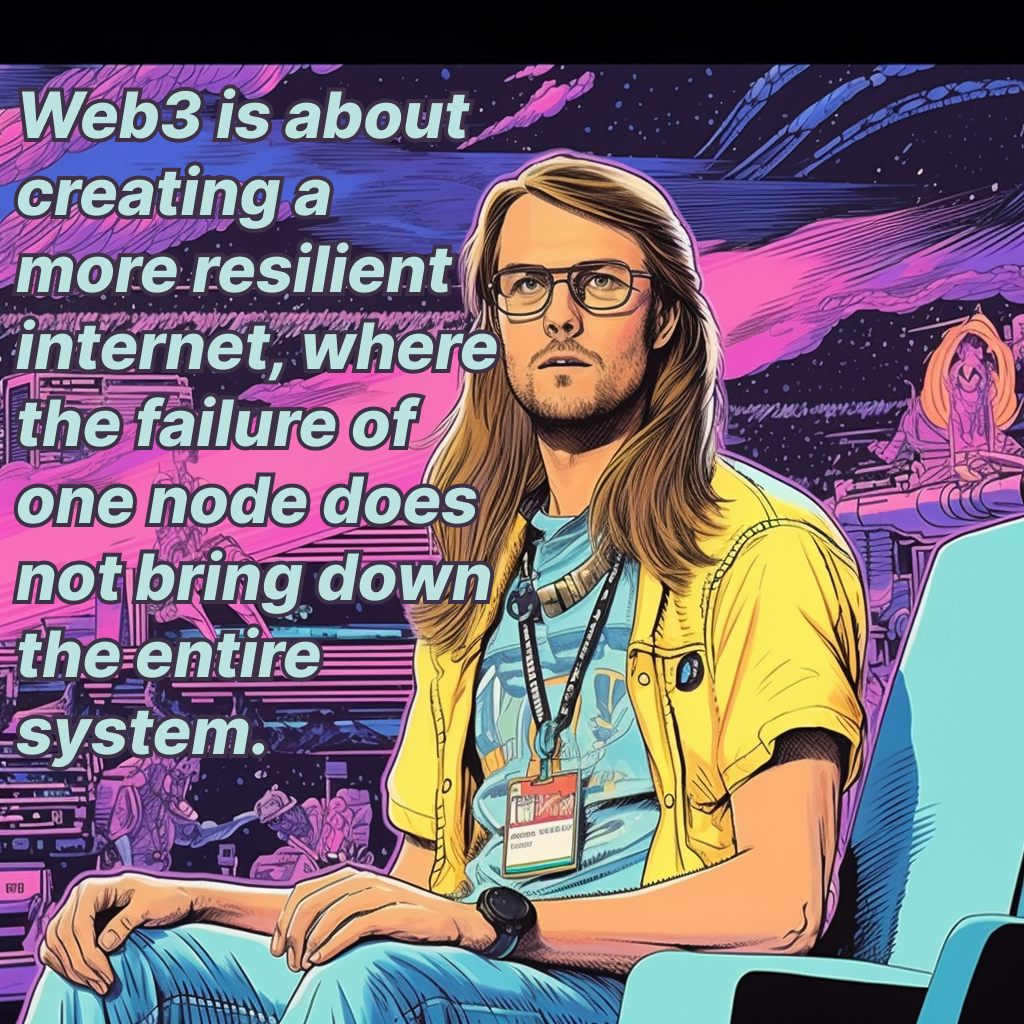 Web3 is about
creating a
more resilient
internet, where
the failure of
one node does
not bring down
the entire
system.